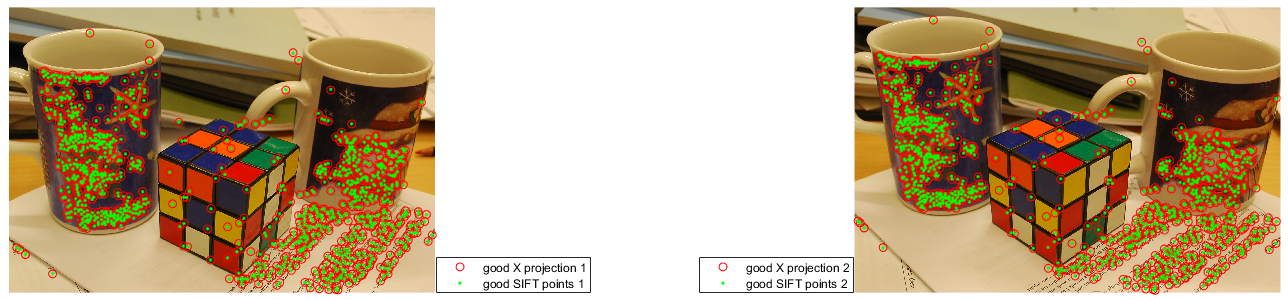 good X projection 1
good SIFT points 1
good X projection 2
good SIFT points 2